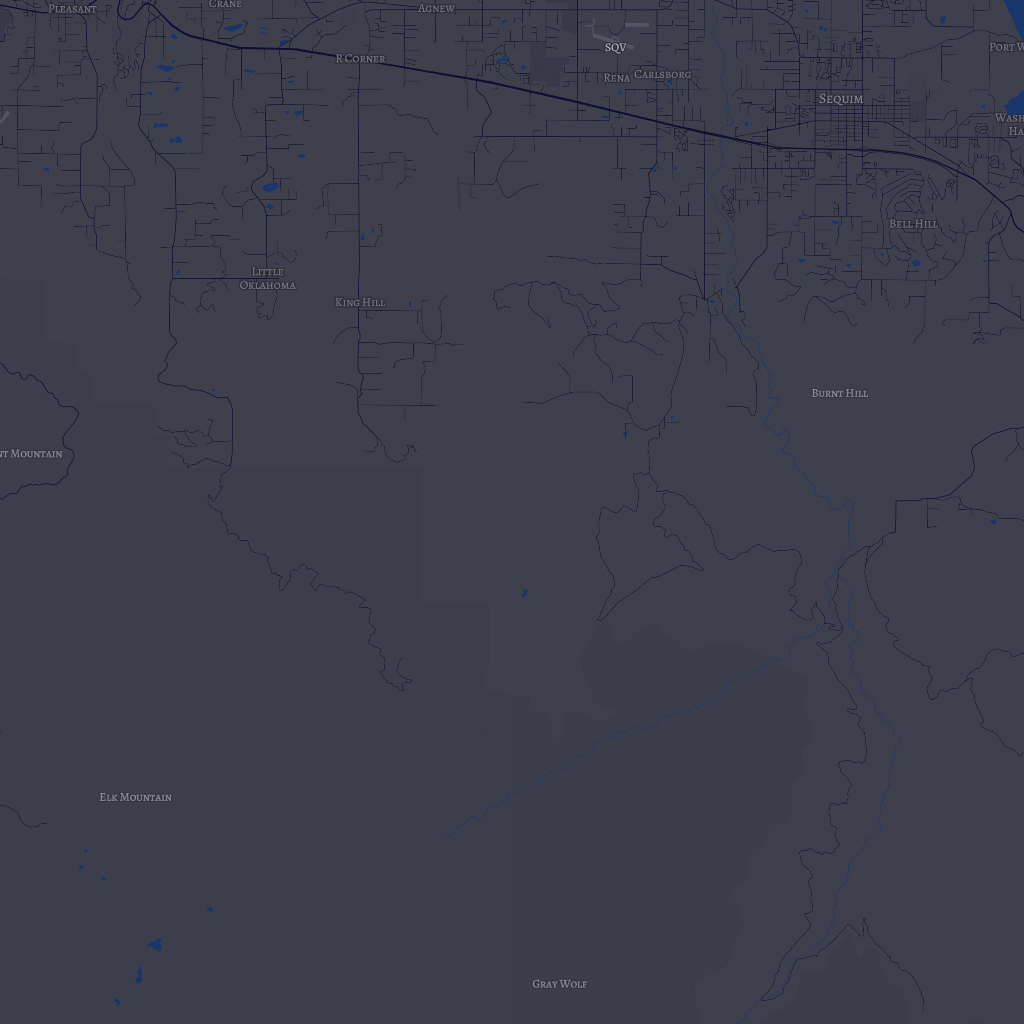 Crane
Agnew
Pleasant
SQV
Port W
R Corner
Rena
Carlsborg
Sequim
Wash
Ha
Bell Hill
Little
Oklahoma
King Hill
Burnt Hill
nt Mountain
Elk Mountain
Gray Wolf